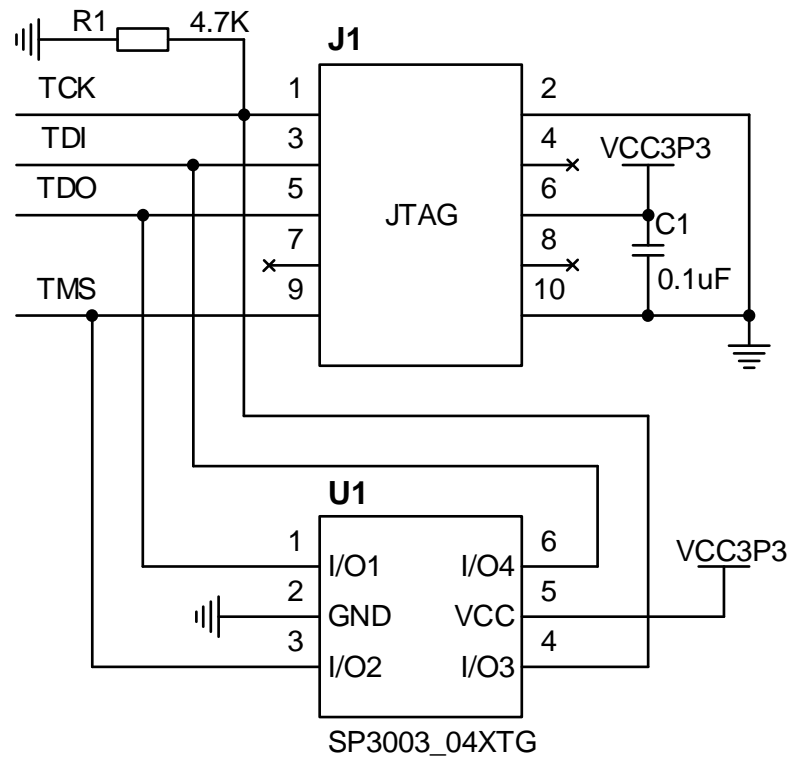 R1 4.7K
J1
TCK 1 2
TDI 3 4 VCC3P3
TDO 5 6
JTAG C1
7 8
0.1uF
TMS 9 10
U1
1 I/O1 I/O4 6 VCC3P3
2 GND VCC 5
3 I/O2 I/O3 4
SP3003_04XTG